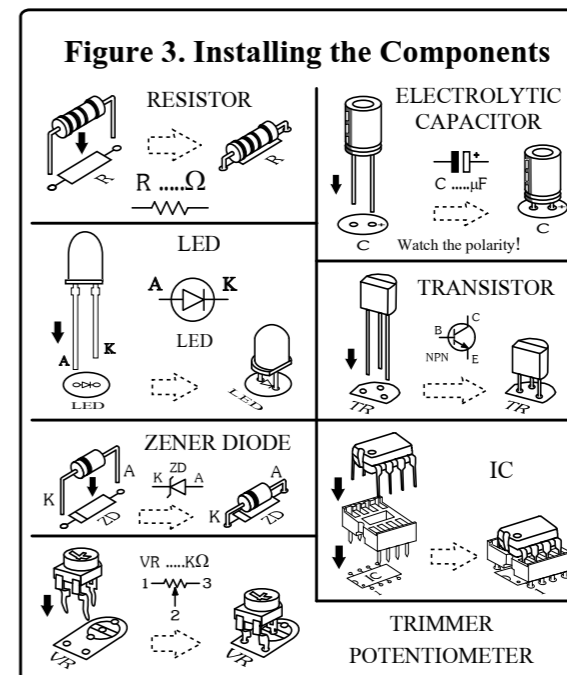 Figure 3. Installing the Components
RESISTOR
R
R
R .....Ω
ELECTROLYTIC
CAPACITOR
+
C .....μF
+
C
C
Watch the polarity!
LED
A K
LED
A
K
LED
LED
TRANSISTOR
C
B
E
NPN
TR
TR
ZENER DIODE
A
K
ZD
ZD
K A
A
K
ZD
IC
IC
1
1
VR .....KΩ
1 3
2
VR
VR
TRIMMER
POTENTIOMETER